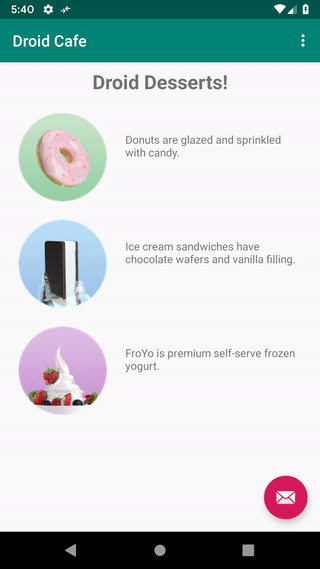 5:40
Droid Cafe
Droid Desserts!
Donuts are glazed and sprinkled
with candy.
Ice cream sandwiches have
chocolate wafers and vanilla filling.
FroYo is premium self-serve frozen
yogurt.